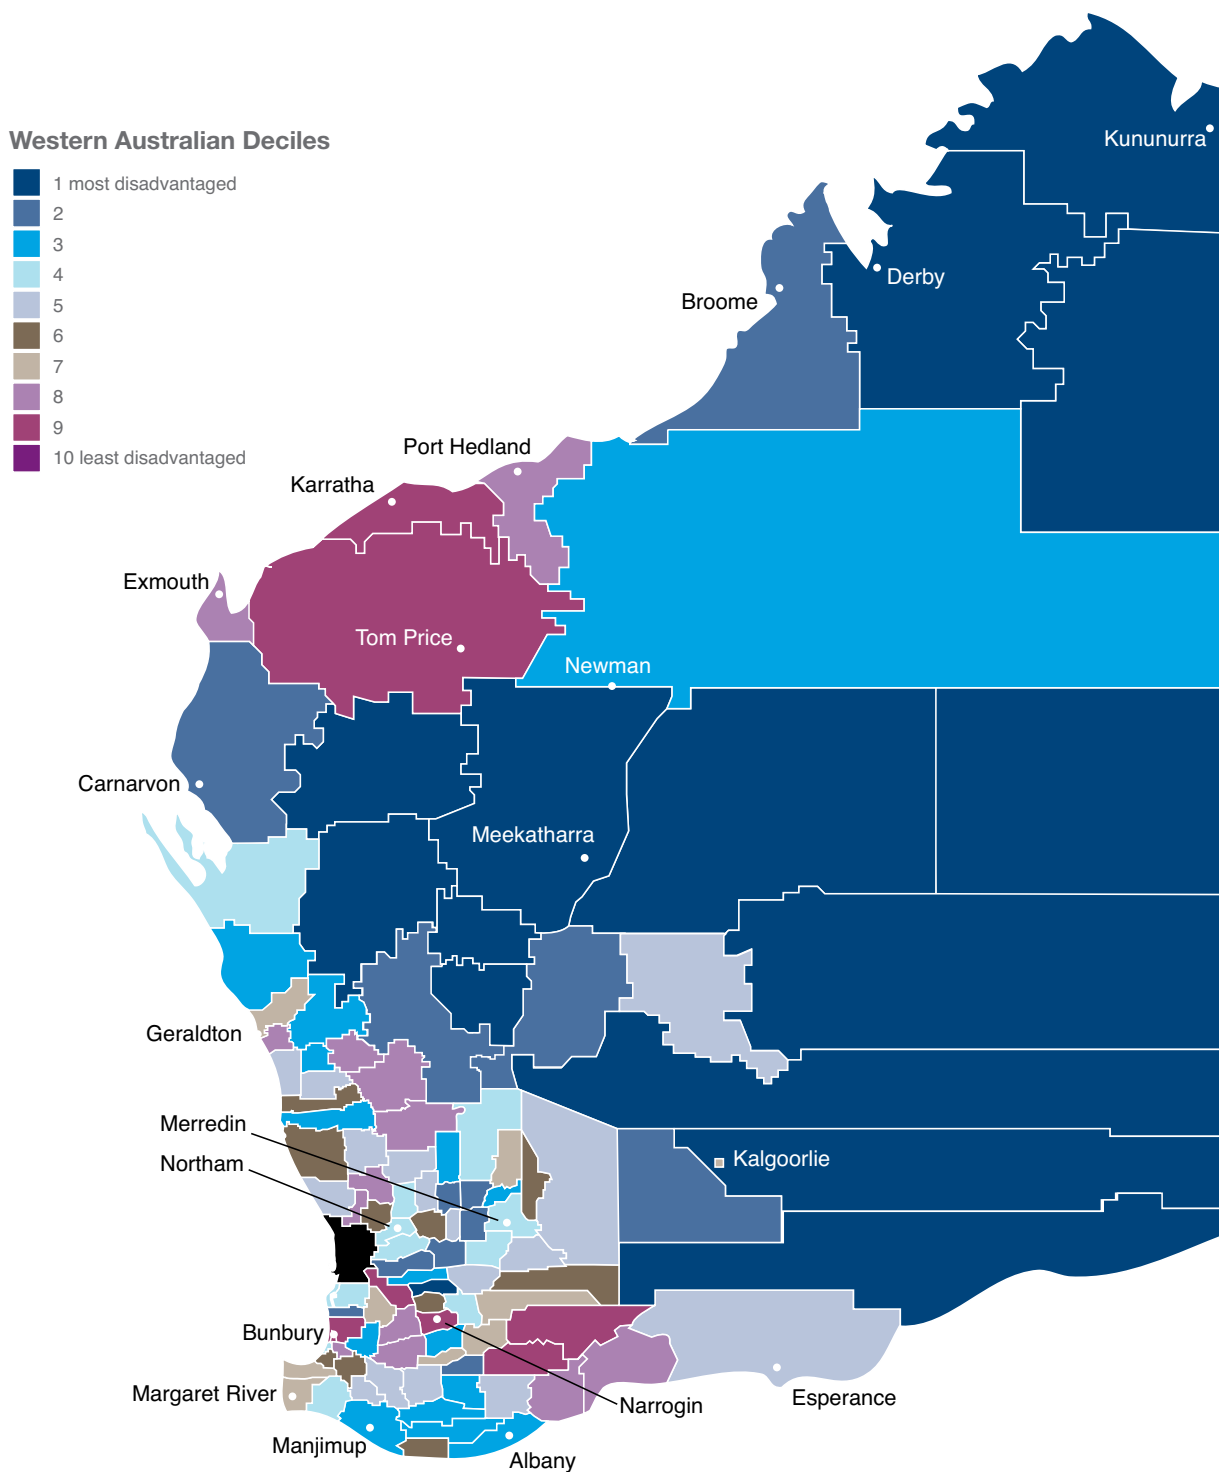 Western Australian Deciles
1 most disadvantaged
2
3
4
5
6
7
8
9
10 least disadvantaged
Kununurra
Derby
Broome
Port Hedland
Karratha
Exmouth
Tom Price
Newman
Carnarvon
Meekatharra
Geraldton
Merredin
Northam
Kalgoorlie
Bunbury
Margaret River
Narrogin
Esperance
Manjimup
Albany